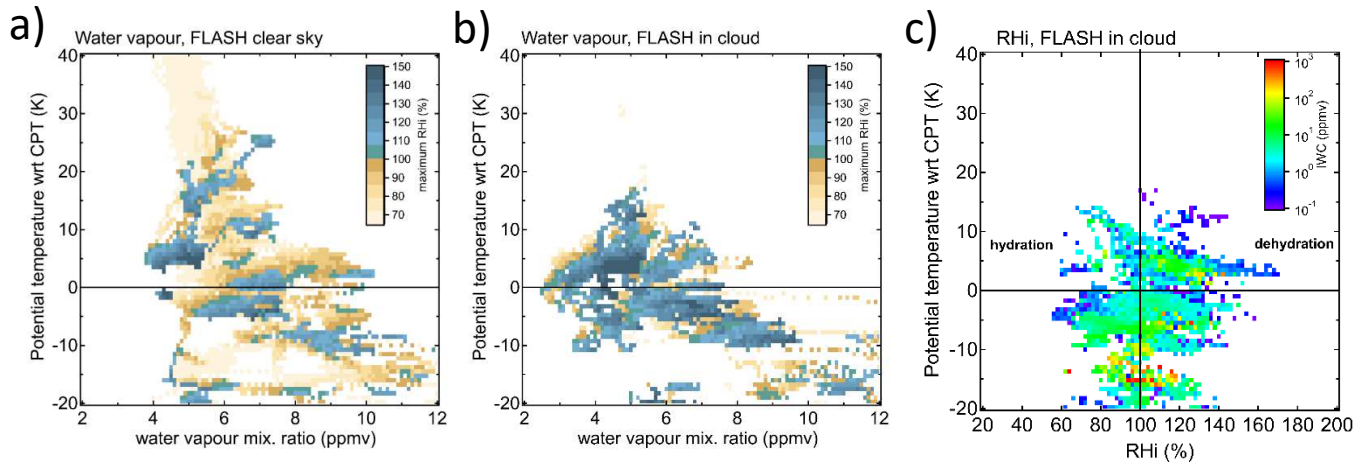 a)
Water vapour, FLASH clear sky
Potential temperature wrt CPT (K)
40
30
20
10
0
-10
-20
150
140
130
120
110
100
90
80
70
maximum RHi (%)
2 4 6 8 10 12
water vapour mix. ratio (ppmv)
b)
Water vapour, FLASH in cloud
Potential temperature wrt CPT (K)
40
30
20
10
0
-10
-20
150
140
130
120
110
100
90
80
70
maximum RHi (%)
2 4 6 8 10 12
water vapour mix. ratio (ppmv)
c)
RHi, FLASH in cloud
Potential temperature wrt CPT (K)
40
30
20
10
0
-10
-20
10³
10²
10¹
10⁰
10⁻¹
IWC (ppmv)
hydration
dehydration
20 40 60 80 100 120 140 160 180 200
RHi (%)